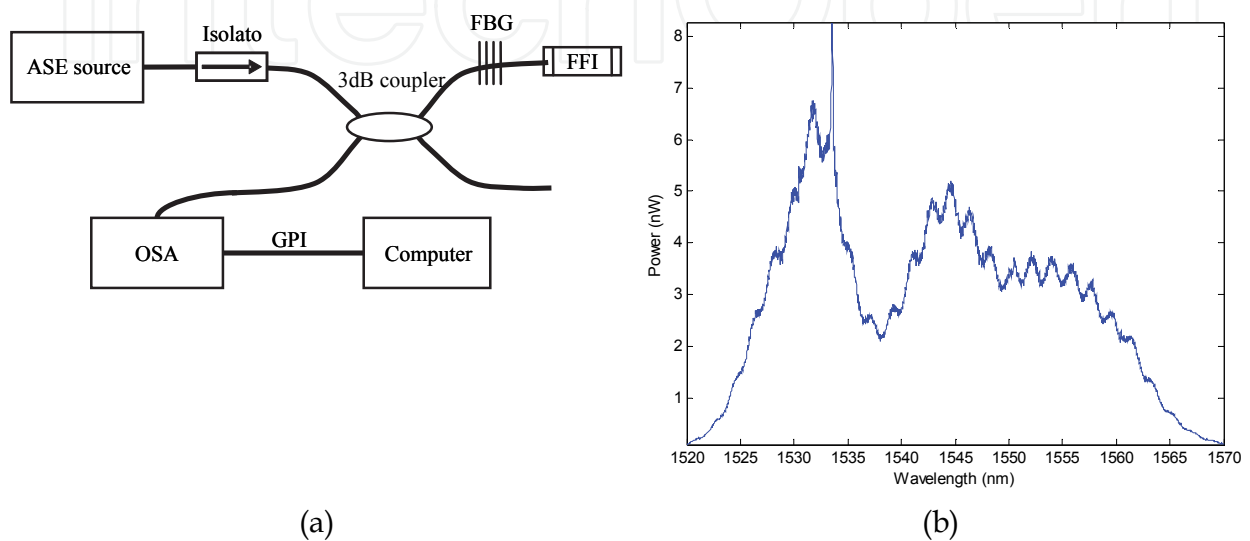 ASE source
Isolato
3dB coupler
FBG
FFI
OSA
GPI
Computer
(a)
8
7
6
5
4
3
2
1
Power (nW)
1520 1525 1530 1535 1540 1545 1550 1555 1560 1565 1570
Wavelength (nm)
(b)